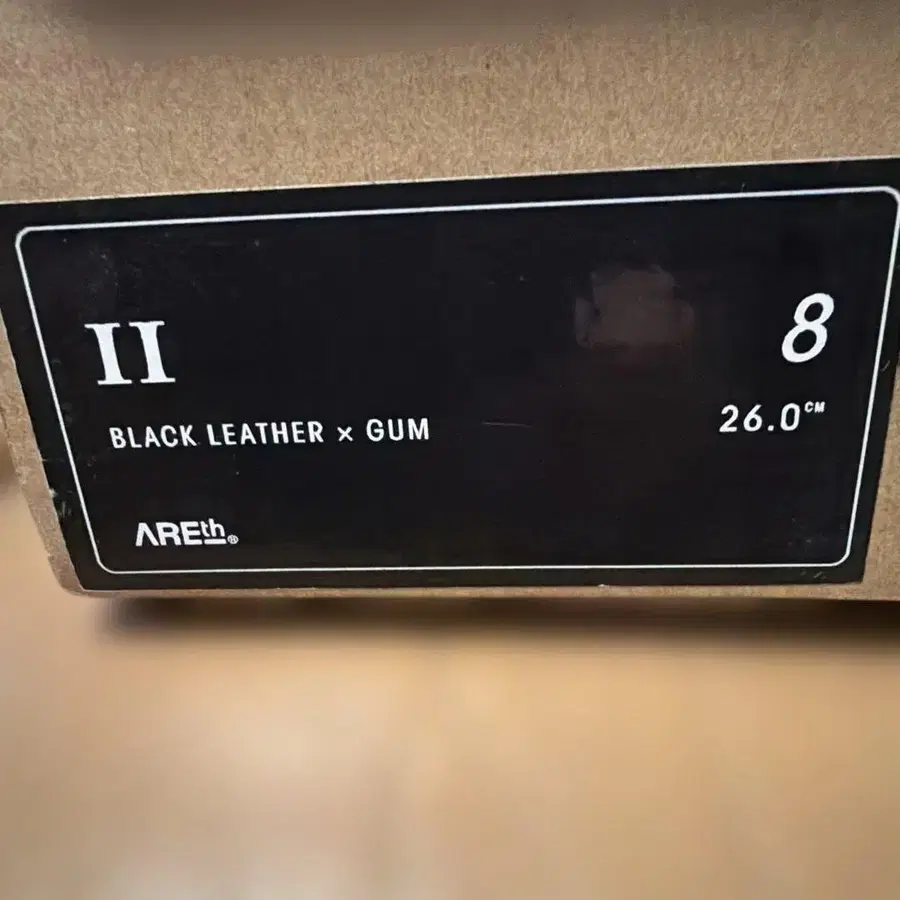 II
8
BLACK LEATHER × GUM
26.0CM
AREth®